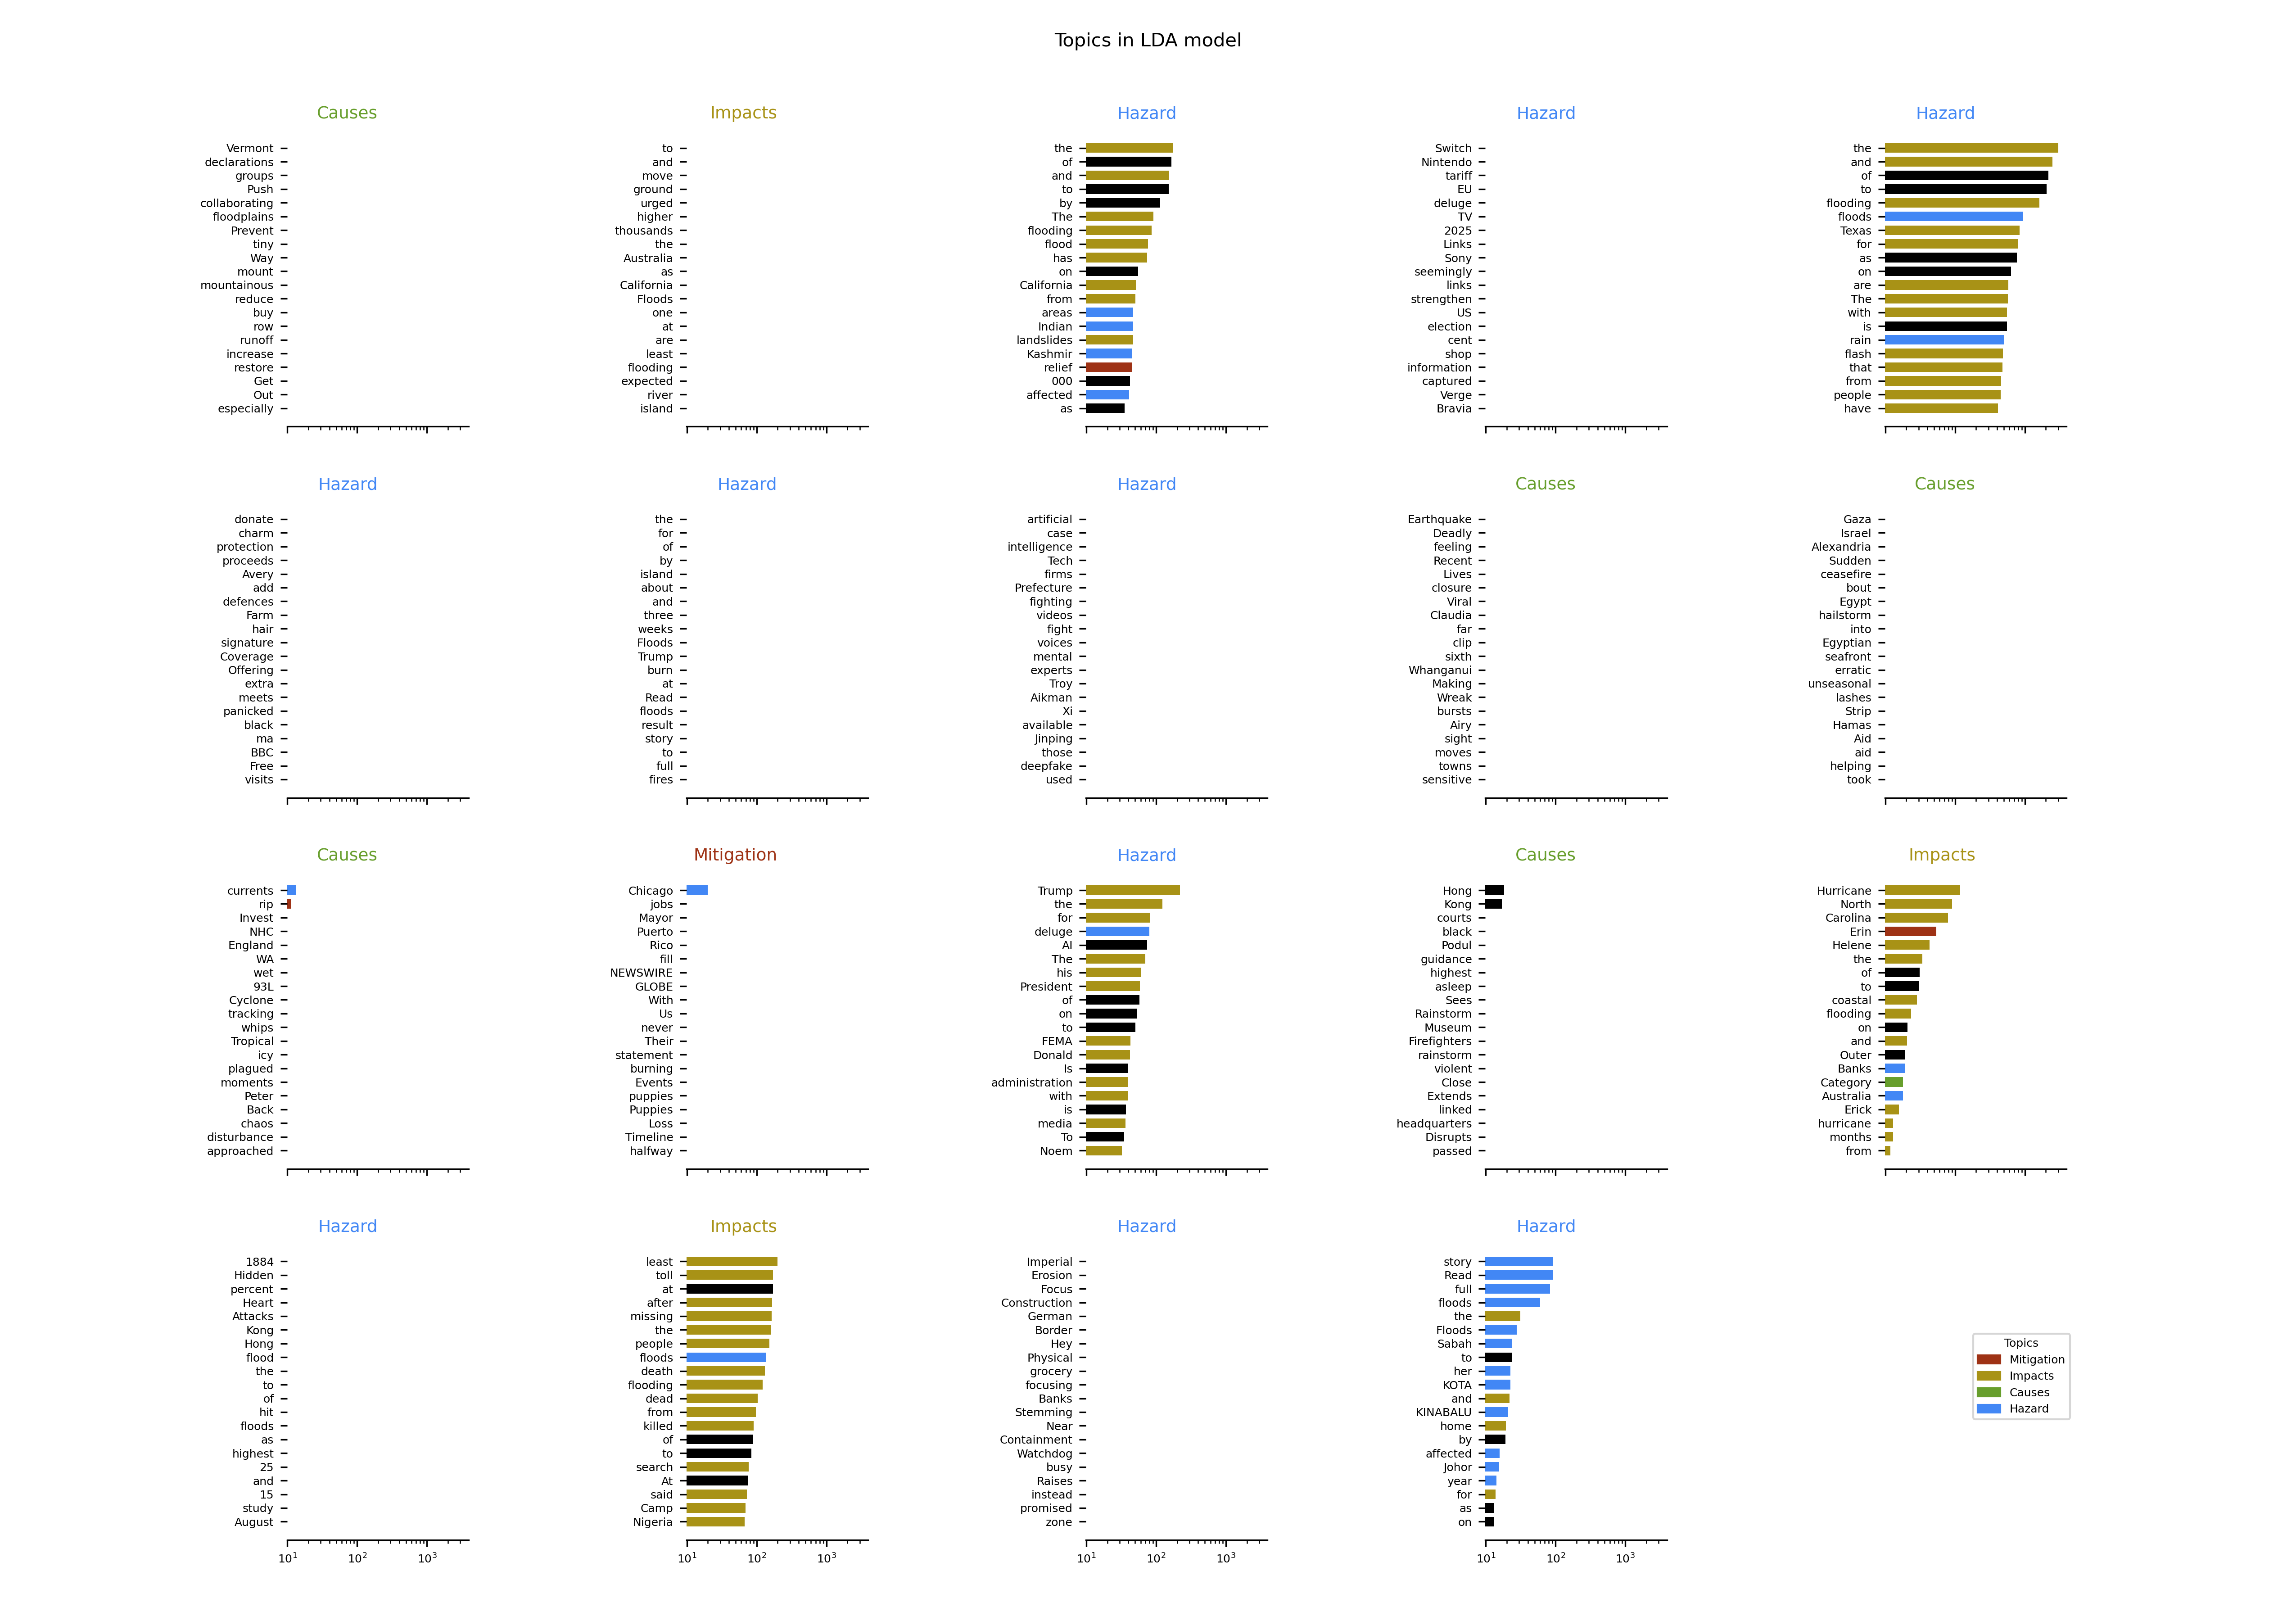 Topics in LDA model
Causes
Vermont
declarations
groups
Push
collaborating
floodplains
Prevent
tiny
Way
mount
mountainous
reduce
buy
row
runoff
increase
restore
Get
Out
especially
Impacts
to
and
move
ground
urged
higher
thousands
the
Australia
as
California
Floods
one
at
are
least
flooding
expected
river
island
Hazard
the
of
and
to
by
The
flooding
flood
has
on
California
from
areas
Indian
landslides
Kashmir
relief
000
affected
as
Hazard
Switch
Nintendo
tariff
EU
deluge
TV
2025
Links
Sony
seemingly
links
strengthen
US
election
cent
shop
information
captured
Verge
Bravia
Hazard
the
and
of
to
flooding
floods
Texas
for
as
on
are
The
with
is
rain
flash
that
from
people
have
Hazard
donate
charm
protection
proceeds
Avery
add
defences
Farm
hair
signature
Coverage
Offering
extra
meets
panicked
black
ma
BBC
Free
visits
Hazard
the
for
of
by
island
about
and
three
weeks
Floods
Trump
burn
at
Read
floods
result
story
to
full
fires
Hazard
artificial
case
intelligence
Tech
firms
Prefecture
fighting
videos
fight
voices
mental
experts
Troy
Aikman
Xi
available
Jinping
those
deepfake
used
Causes
Earthquake
Deadly
feeling
Recent
Lives
closure
Viral
Claudia
far
clip
sixth
Whanganui
Making
Wreak
bursts
Airy
sight
moves
towns
sensitive
Causes
Gaza
Israel
Alexandria
Sudden
ceasefire
bout
Egypt
hailstorm
into
Egyptian
seafront
erratic
unseasonal
lashes
Strip
Hamas
Aid
aid
helping
took
Causes
currents
rip
Invest
NHC
England
WA
wet
93L
Cyclone
tracking
whips
Tropical
icy
plagued
moments
Peter
Back
chaos
disturbance
approached
Mitigation
Chicago
jobs
Mayor
Puerto
Rico
fill
NEWSWIRE
GLOBE
With
Us
never
Their
statement
burning
Events
puppies
Puppies
Loss
Timeline
halfway
Hazard
Trump
the
for
deluge
AI
The
his
President
of
on
to
FEMA
Donald
Is
administration
with
is
media
To
Noem
Causes
Hong
Kong
courts
black
Podul
guidance
highest
asleep
Sees
Rainstorm
Museum
Firefighters
rainstorm
violent
Close
Extends
linked
headquarters
Disrupts
passed
Impacts
Hurricane
North
Carolina
Erin
Helene
the
of
to
coastal
flooding
on
and
Outer
Banks
Category
Australia
Erick
hurricane
months
from
Hazard
1884
Hidden
percent
Heart
Attacks
Kong
Hong
flood
the
to
of
hit
floods
as
highest
25
and
15
study
August
10¹ 10² 10³
Impacts
least
toll
at
after
missing
the
people
floods
death
flooding
dead
from
killed
of
to
search
At
said
Camp
Nigeria
10¹ 10² 10³
Hazard
Imperial
Erosion
Focus
Construction
German
Border
Hey
Physical
grocery
focusing
Banks
Stemming
Near
Containment
Watchdog
busy
Raises
instead
promised
zone
10¹ 10² 10³
Hazard
story
Read
full
floods
the
Floods
Sabah
to
her
KOTA
and
KINABALU
home
by
affected
Johor
year
for
as
on
10¹ 10² 10³
Topics
Mitigation
Impacts
Causes
Hazard